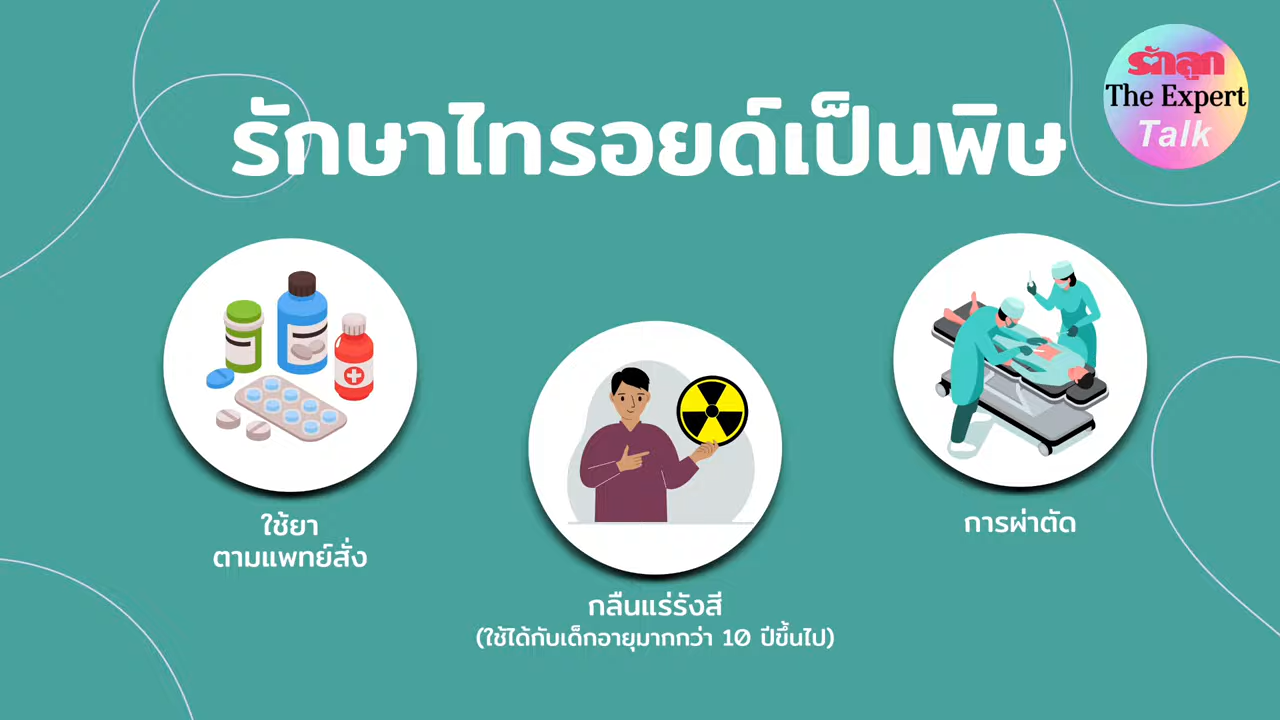 รักลูก
The Expert
Talk
รักษาไทรอยด์เป็นพิษ
ใช้ยา
ตามแพทย์สั่ง
กลืนแร่รังสี
(ใช้ได้กับเด็กอายุมากกว่า 10 ปีขึ้นไป)
การผ่าตัด